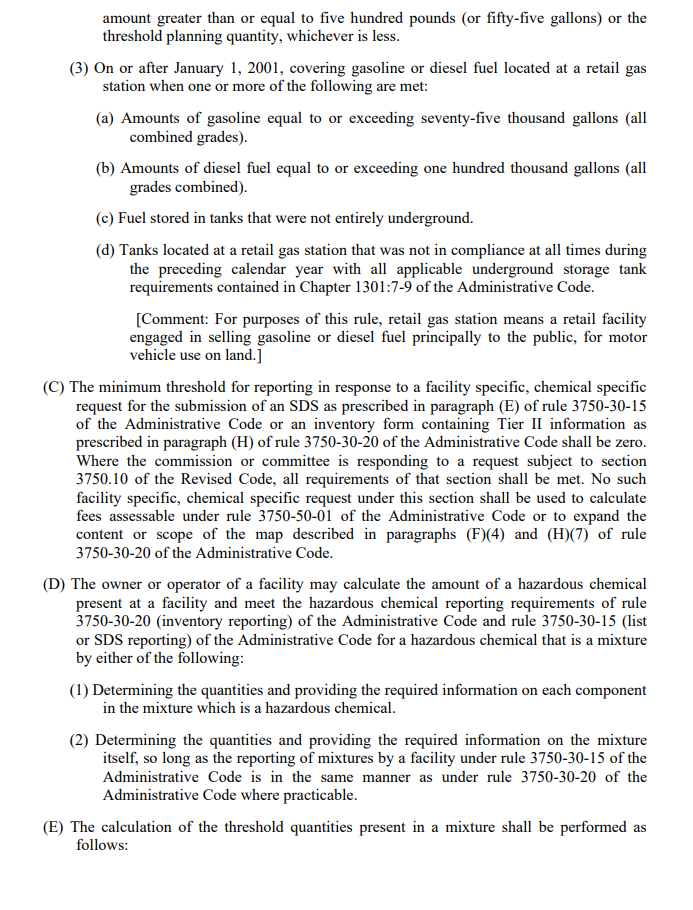 amount greater than or equal to five hundred pounds (or fifty-five gallons) or the
threshold planning quantity, whichever is less.
(3) On or after January 1, 2001, covering gasoline or diesel fuel located at a retail gas
station when one or more of the following are met:
(a) Amounts of gasoline equal to or exceeding seventy-five thousand gallons (all
combined grades).
(b) Amounts of diesel fuel equal to or exceeding one hundred thousand gallons (all
grades combined).
(c) Fuel stored in tanks that were not entirely underground.
(d) Tanks located at a retail gas station that was not in compliance at all times during
the preceding calendar year with all applicable underground storage tank
requirements contained in Chapter 1301:7-9 of the Administrative Code.
[Comment: For purposes of this rule, retail gas station means a retail facility
engaged in selling gasoline or diesel fuel principally to the public, for motor
vehicle use on land.]
(C) The minimum threshold for reporting in response to a facility specific, chemical specific
request for the submission of an SDS as prescribed in paragraph (E) of rule 3750-30-15
of the Administrative Code or an inventory form containing Tier II information as
prescribed in paragraph (H) of rule 3750-30-20 of the Administrative Code shall be zero.
Where the commission or committee is responding to a request subject to section
3750.10 of the Revised Code, all requirements of that section shall be met. No such
facility specific, chemical specific request under this section shall be used to calculate
fees assessable under rule 3750-50-01 of the Administrative Code or to expand the
content or scope of the map described in paragraphs (F)(4) and (H)(7) of rule
3750-30-20 of the Administrative Code.
(D) The owner or operator of a facility may calculate the amount of a hazardous chemical
present at a facility and meet the hazardous chemical reporting requirements of rule
3750-30-20 (inventory reporting) of the Administrative Code and rule 3750-30-15 (list
or SDS reporting) of the Administrative Code for a hazardous chemical that is a mixture
by either of the following:
(1) Determining the quantities and providing the required information on each component
in the mixture which is a hazardous chemical.
(2) Determining the quantities and providing the required information on the mixture
itself, so long as the reporting of mixtures by a facility under rule 3750-30-15 of the
Administrative Code is in the same manner as under rule 3750-30-20 of the
Administrative Code where practicable.
(E) The calculation of the threshold quantities present in a mixture shall be performed as
follows: